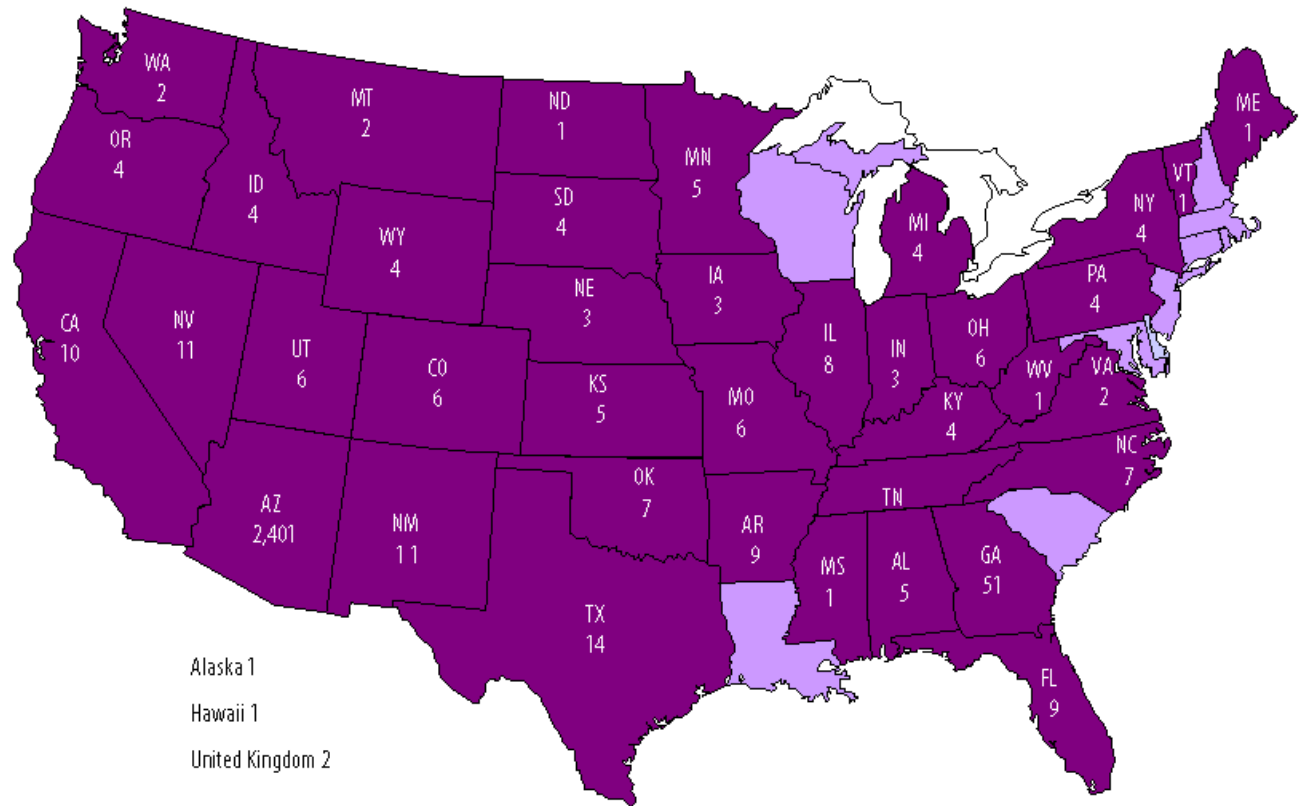 WA
2
OR
4
ID
4
MT
2
ND
1
MN
5
SD
4
WY
4
NE
3
IA
3
MI
4
ME
1
VT
1
NY
4
PA
4
CA
10
NV
11
UT
6
CO
6
KS
5
MO
6
IL
8
IN
3
OH
6
WV
1
VA
2
KY
4
NC
7
TN
AZ
2,401
NM
11
OK
7
AR
9
TX
14
MS
1
AL
5
GA
51
FL
9
Alaska 1
Hawaii 1
United Kingdom 2